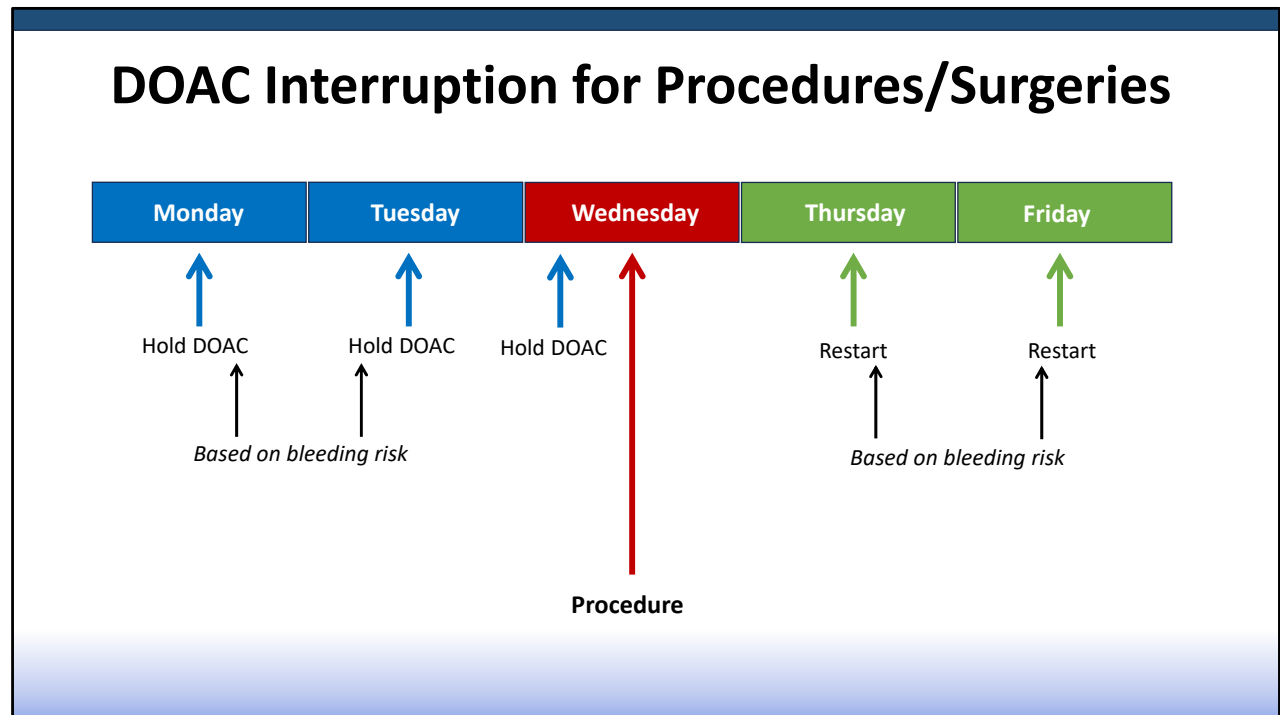 DOAC Interruption for Procedures/Surgeries
Monday Tuesday Wednesday Thursday Friday
Hold DOAC Hold DOAC Hold DOAC Restart Restart
Based on bleeding risk Based on bleeding risk
Procedure